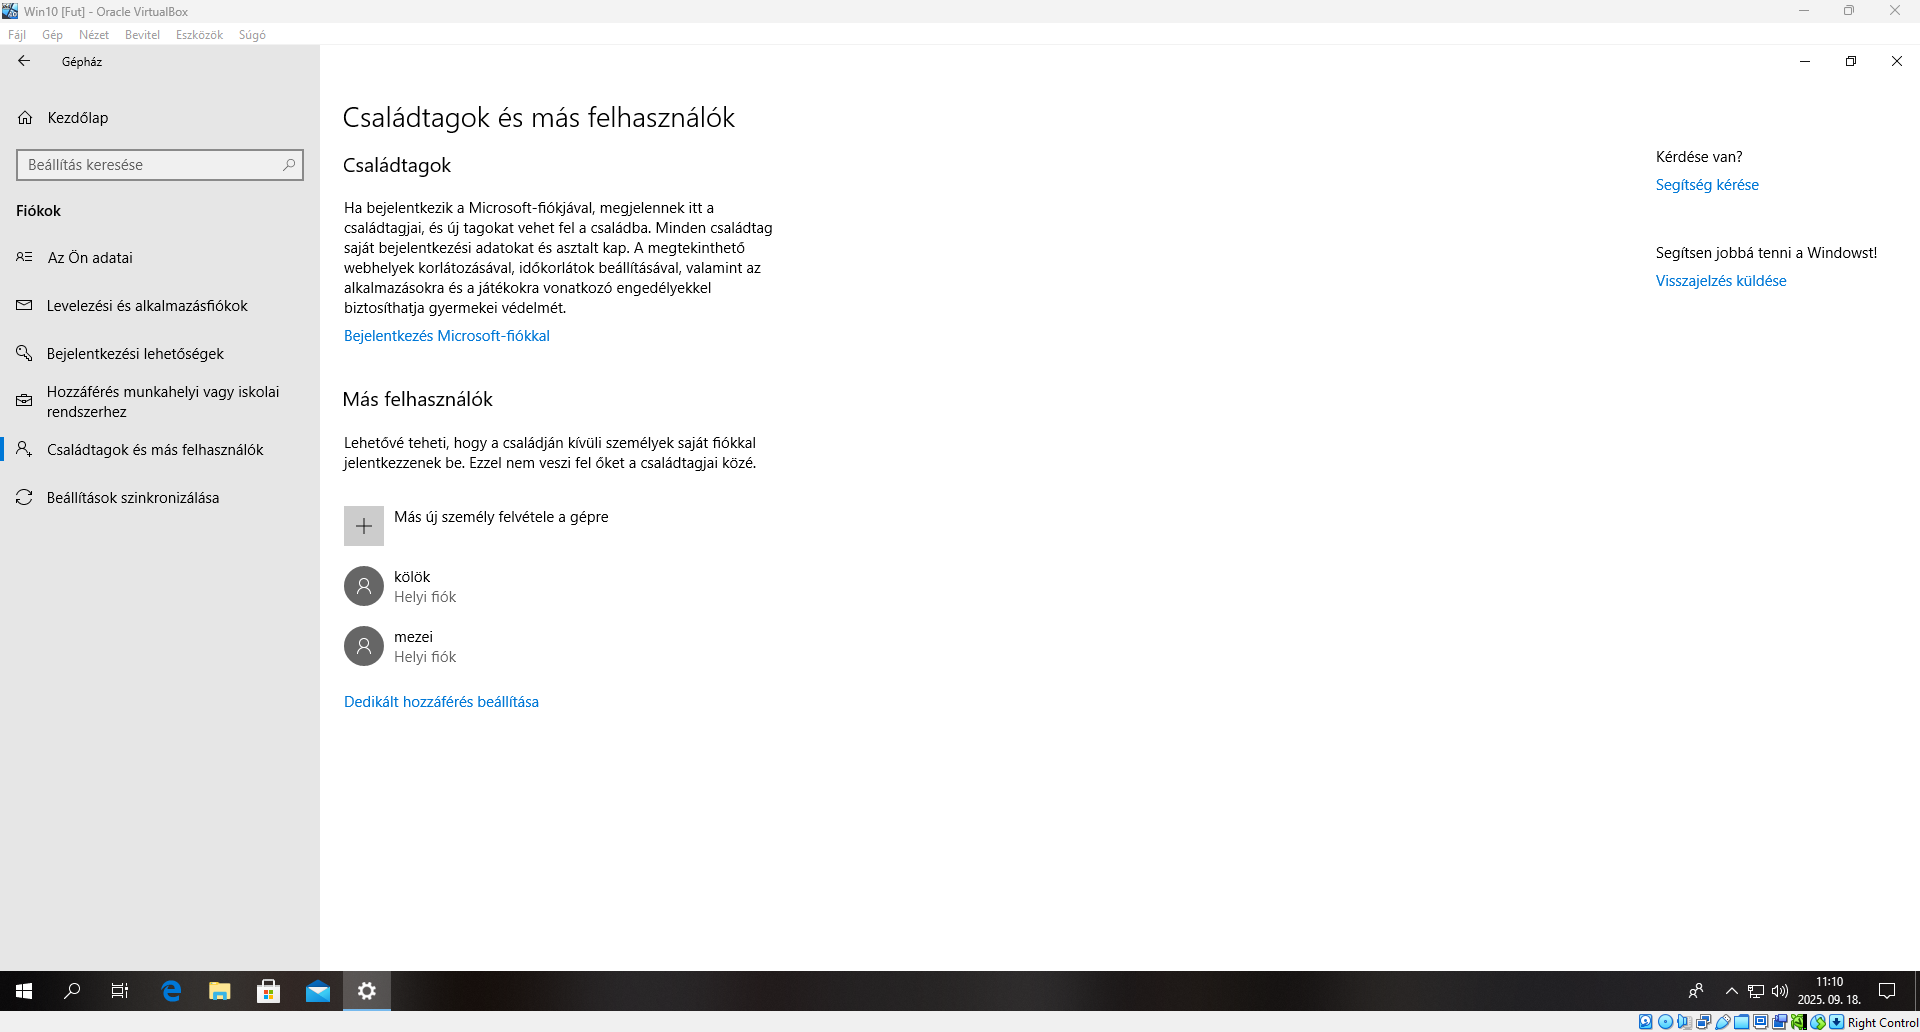 Win10 [Fut] - Oracle VirtualBox
Fájl Gép Nézet Bevitel Eszközök Súgó
Gépház
Kezdőlap
Beállítás keresése
Fiókok
Az Ön adatai
Levelezési és alkalmazásfiókok
Bejelentkezési lehetőségek
Hozzáférés munkahelyi vagy iskolai
rendszerhez
Családtagok és más felhasználók
Beállítások szinkronizálása
Családtagok és más felhasználók
Családtagok
Ha bejelentkezik a Microsoft-fiókjával, megjelennek itt a
családtagjai, és új tagokat vehet fel a családba. Minden családtag
saját bejelentkezési adatokat és asztalt kap. A megtekinthető
webhelyek korlátozásával, időkorlátok beállításával, valamint az
alkalmazásokra és a játékokra vonatkozó engedélyekkel
biztosíthatja gyermekei védelmét.
Bejelentkezés Microsoft-fiókkal
Más felhasználók
Lehetővé teheti, hogy a családján kívüli személyek saját fiókkal
jelentkezzenek be. Ezzel nem veszi fel őket a családtagjai közé.
Más új személy felvétele a gépre
kölök
Helyi fiók
mezei
Helyi fiók
Dedikált hozzáférés beállítása
Kérdése van?
Segítség kérése
Segítsen jobbá tenni a Windowst!
Visszajelzés küldése
11:10
2025. 09. 18.
Right Control